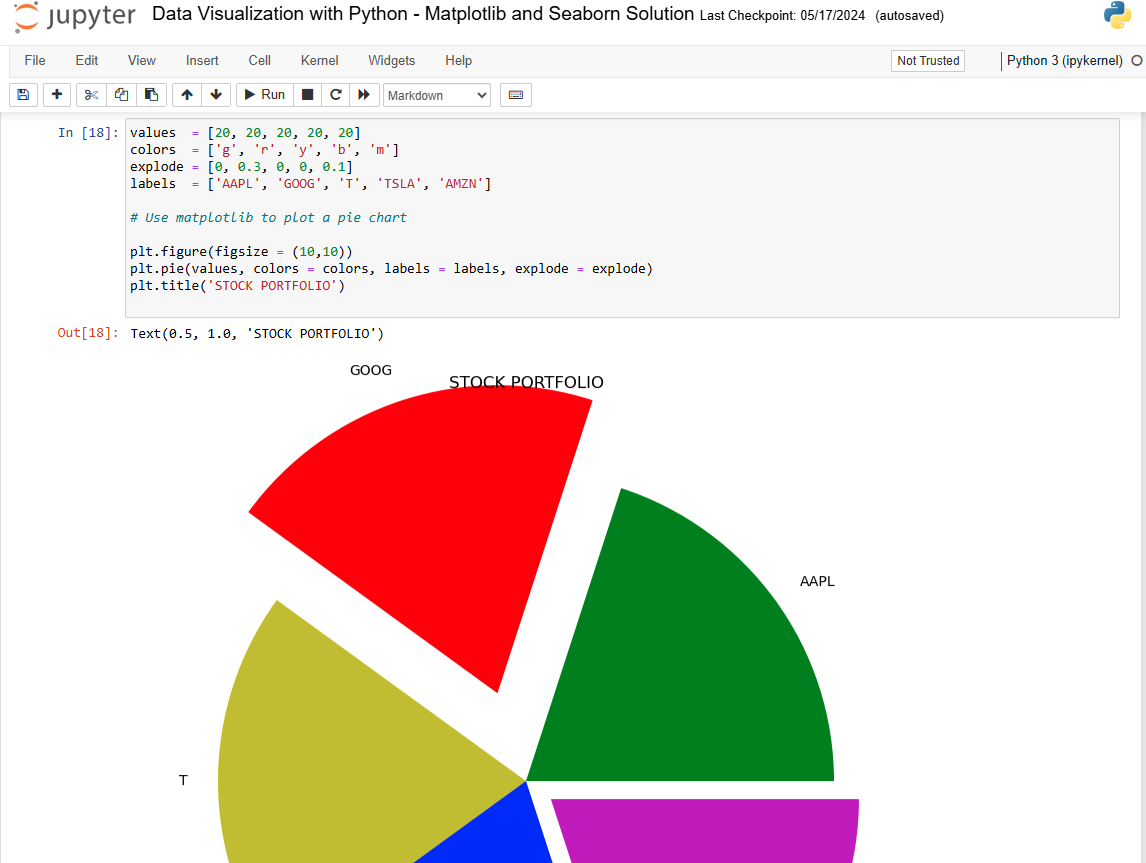 jupyter Data Visualization with Python - Matplotlib and Seaborn Solution Last Checkpoint: 05/17/2024 (autosaved)
File Edit View Insert Cell Kernel Widgets Help Not Trusted Python 3 (ipykernel)
Run Markdown
In [18]: values  = [20, 20, 20, 20, 20]
colors  = ['g', 'r', 'y', 'b', 'm']
explode = [0, 0.3, 0, 0, 0.1]
labels  = ['AAPL', 'GOOG', 'T', 'TSLA', 'AMZN']
# Use matplotlib to plot a pie chart
plt.figure(figsize = (10,10))
plt.pie(values, colors = colors, labels = labels, explode = explode)
plt.title('STOCK PORTFOLIO')
Out[18]: Text(0.5, 1.0, 'STOCK PORTFOLIO')
GOOG
STOCK PORTFOLIO
AAPL
T